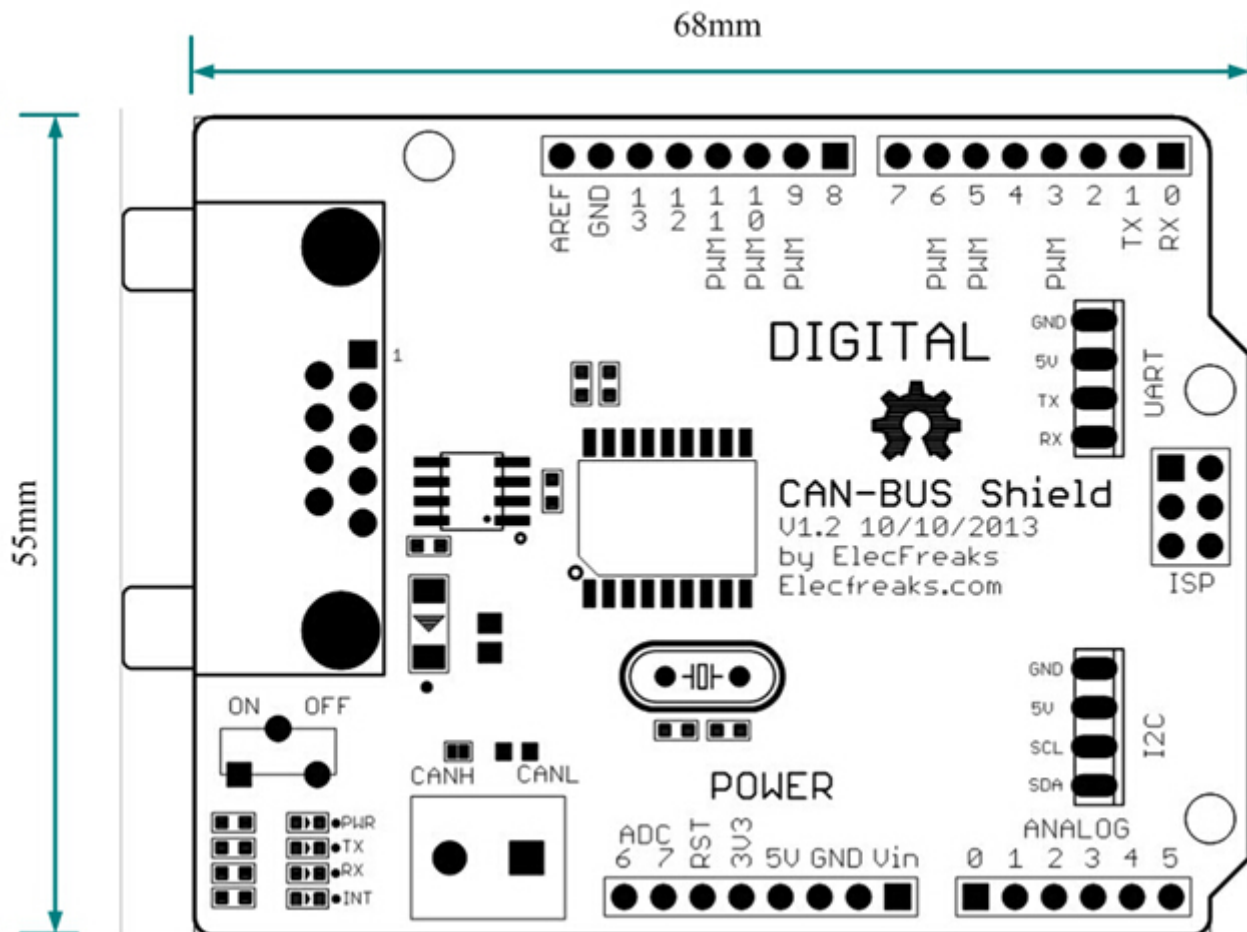 68mm
55mm
AREF GND 13 12 11 10 9 8 7 6 5 4 3 2 1 0
PWM PWM PWM PWM PWM PWM TX RX
DIGITAL
GND
5V
TX
RX
UART
1
CAN-BUS Shield
V1.2 10/10/2013
by ElecFreaks
Elecfreaks.com
ISP
ON OFF
GND
5V
SCL
SDA
I2C
CANH CANL
POWER
PWR
TX
RX
INT
ADC
6 7 RST 3V3 5V GND Vin
ANALOG
0 1 2 3 4 5